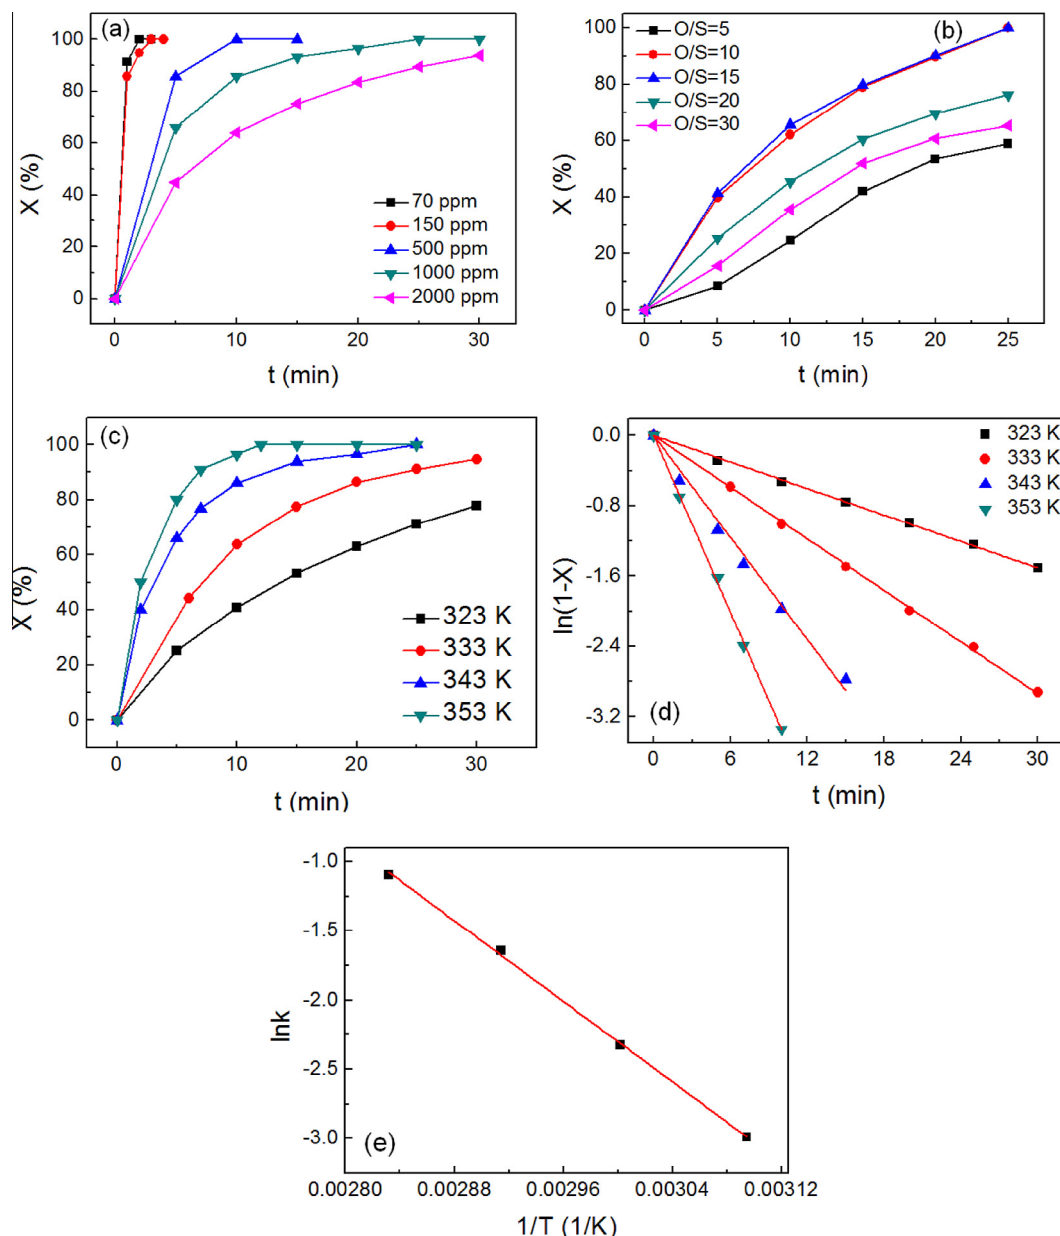 (a)
X (%)
100
80
60
40
20
0
70 ppm
150 ppm
500 ppm
1000 ppm
2000 ppm
0 10 20 30
t (min)
(b)
X (%)
100
80
60
40
20
0
O/S=5
O/S=10
O/S=15
O/S=20
O/S=30
0 5 10 15 20 25
t (min)
(c)
X (%)
100
80
60
40
20
0
323 K
333 K
343 K
353 K
0 10 20 30
t (min)
(d)
ln(1-X)
0.0
-0.8
-1.6
-2.4
-3.2
323 K
333 K
343 K
353 K
0 6 12 18 24 30
t (min)
(e)
lnk
-1.0
-1.5
-2.0
-2.5
-3.0
0.00280 0.00288 0.00296 0.00304 0.00312
1/T (1/K)